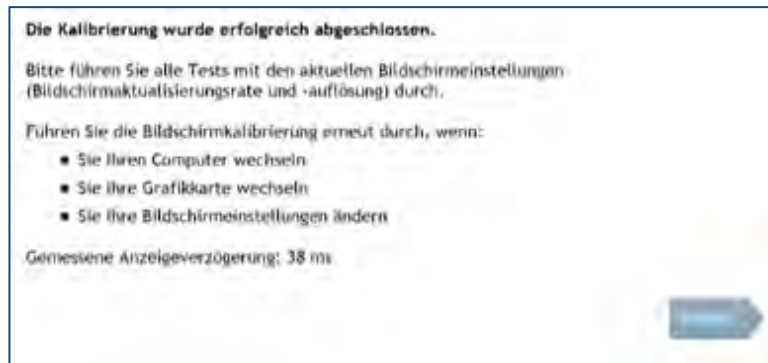 Die Kalibrierung wurde erfolgreich abgeschlossen.
Bitte führen Sie alle Tests mit den aktuellen Bildschirmeinstellungen
(Bildschirmaktualisierungsrate und -auflösung) durch.
Führen Sie die Bildschirmkalibrierung erneut durch, wenn:
▪ Sie Ihren Computer wechseln
▪ Sie Ihre Grafikkarte wechseln
▪ Sie Ihre Bildschirmeinstellungen ändern
Gemessene Anzeigeverzögerung: 38 ms